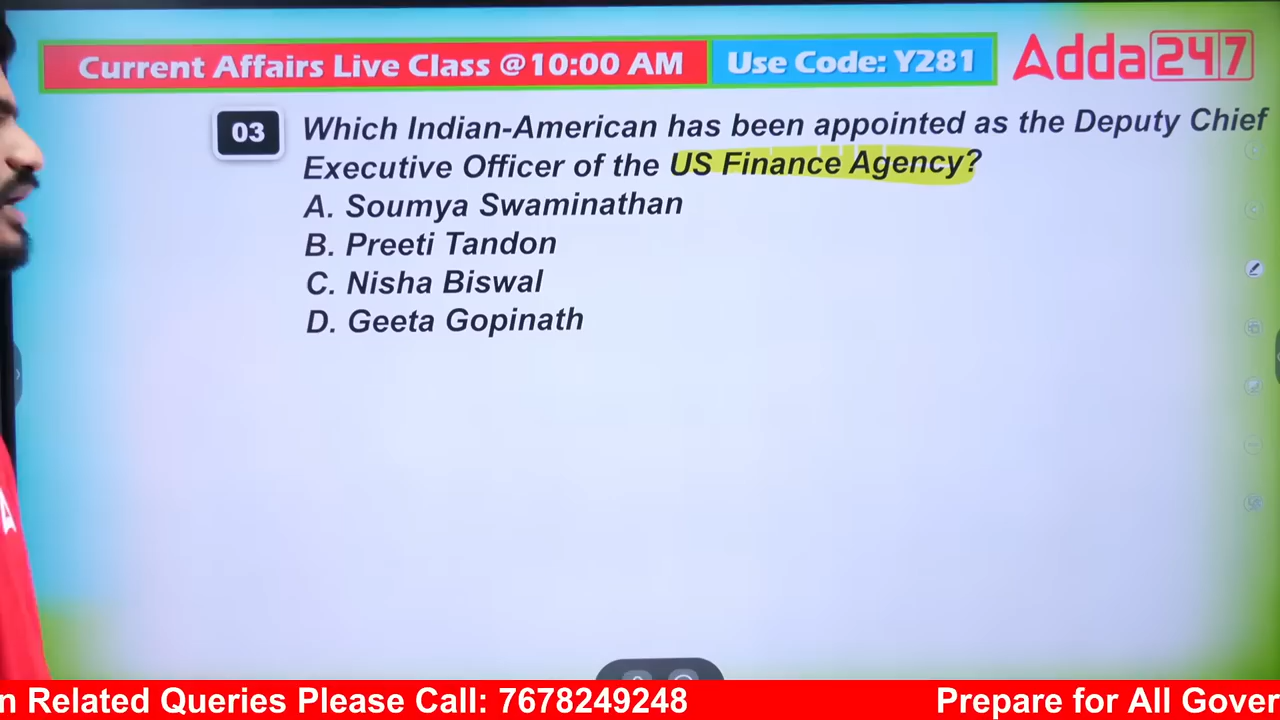 Current Affairs Live Class @10:00 AM Use Code: Y281 Adda 247
03 Which Indian-American has been appointed as the Deputy Chief
Executive Officer of the US Finance Agency?
A. Soumya Swaminathan
B. Preeti Tandon
C. Nisha Biswal
D. Geeta Gopinath
n Related Queries Please Call: 7678249248 Prepare for All Gover